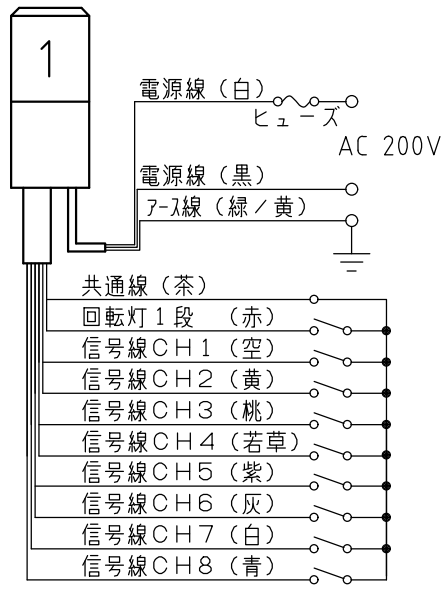 1
電源線（白）
ヒューズ
AC 200V
電源線（黒）
アース線（緑／黄）
共通線（茶）
回転灯１段　（赤）
信号線ＣＨ１（空）
信号線ＣＨ２（黄）
信号線ＣＨ３（桃）
信号線ＣＨ４（若草）
信号線ＣＨ５（紫）
信号線ＣＨ６（灰）
信号線ＣＨ７（白）
信号線ＣＨ８（青）